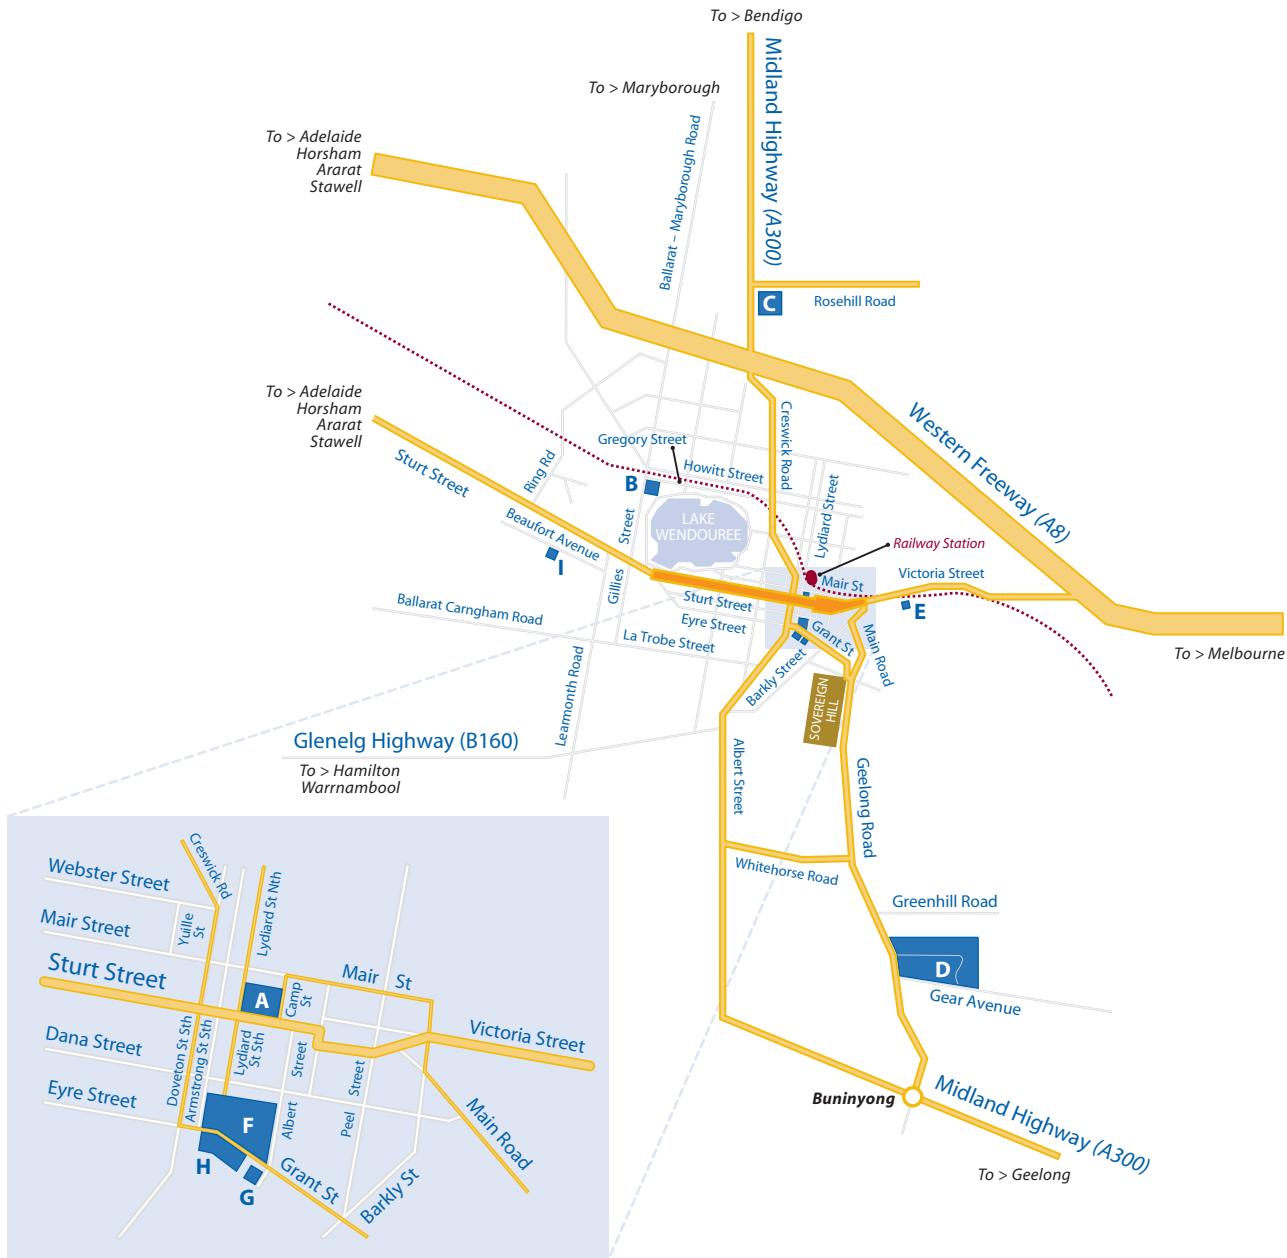 To > Bendigo
Midland Highway (A300)
To > Maryborough
Ballarat – Maryborough Road
To > Adelaide
Horsham
Ararat
Stawell
C
Rosehill Road
To > Adelaide
Horsham
Ararat
Stawell
Sturt Street
Ring Rd
Gregory Street
Howitt Street
Creswick Road
Western Freeway (A8)
B
Lydiard Street
LAKE
WENDOUREE
Beaufort Avenue
I
Gillies
Street
Railway Station
Mair St
Victoria Street
E
Sturt Street
Eyre Street
Ballarat Carngham Road
La Trobe Street
Grant St
Main Road
Barkly Street
To > Melbourne
SOVEREIGN
HILL
Learmonth Road
Glenelg Highway (B160)
To > Hamilton
Warrnambool
Albert Street
Geelong Road
Whitehorse Road
Greenhill Road
D
Gear Avenue
Buninyong
Midland Highway (A300)
To > Geelong
Creswick Rd
Webster Street
Yuille
St
Lydiard St Nth
Mair Street
Mair St
Sturt Street
A
Camp
St
Victoria Street
Dana Street
Doveton St Sth
Armstrong St Sth
Lydiard
St Sth
Street
Albert
Street
Peel
Eyre Street
F
Main Road
H
G
Grant St
Barkly St